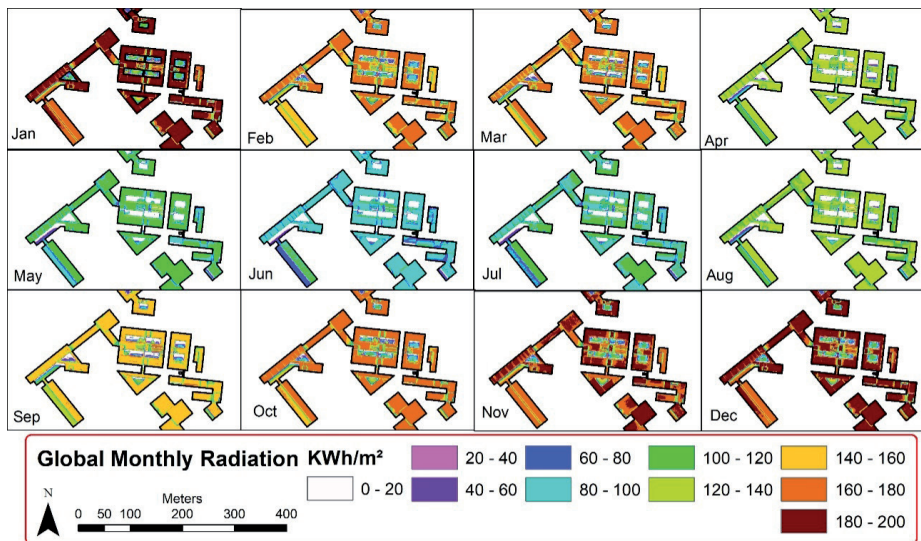 Jan
Feb
Mar
Apr
May
Jun
Jul
Aug
Sep
Oct
Nov
Dec
Global Monthly Radiation KWh/m²
0 - 20
20 - 40
40 - 60
60 - 80
80 - 100
100 - 120
120 - 140
140 - 160
160 - 180
180 - 200
N
Meters
0 50 100 200 300 400